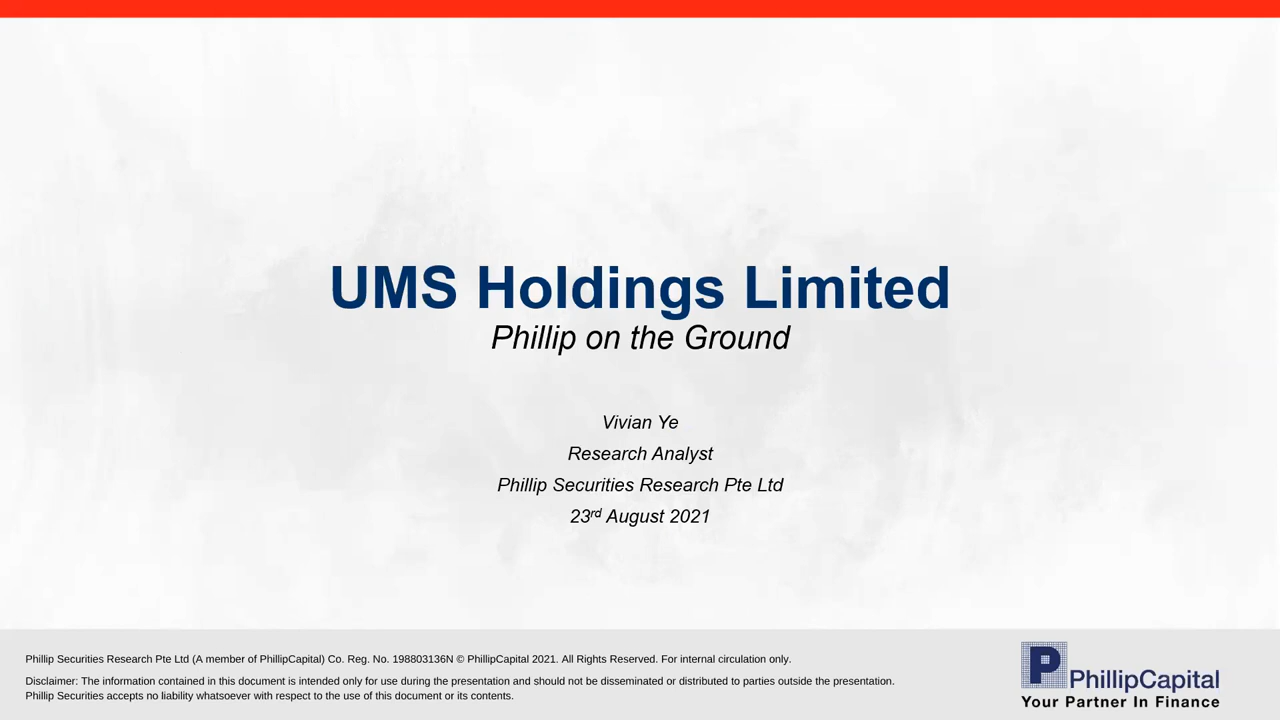 UMS Holdings Limited
Phillip on the Ground
Vivian Ye
Research Analyst
Phillip Securities Research Pte Ltd
23rd August 2021
Phillip Securities Research Pte Ltd (A member of PhillipCapital) Co. Reg. No. 198803136N © PhillipCapital 2021. All Rights Reserved. For internal circulation only.
Disclaimer: The information contained in this document is intended only for use during the presentation and should not be disseminated or distributed to parties outside the presentation.
Phillip Securities accepts no liability whatsoever with respect to the use of this document or its contents.
P PhillipCapital
Your Partner In Finance